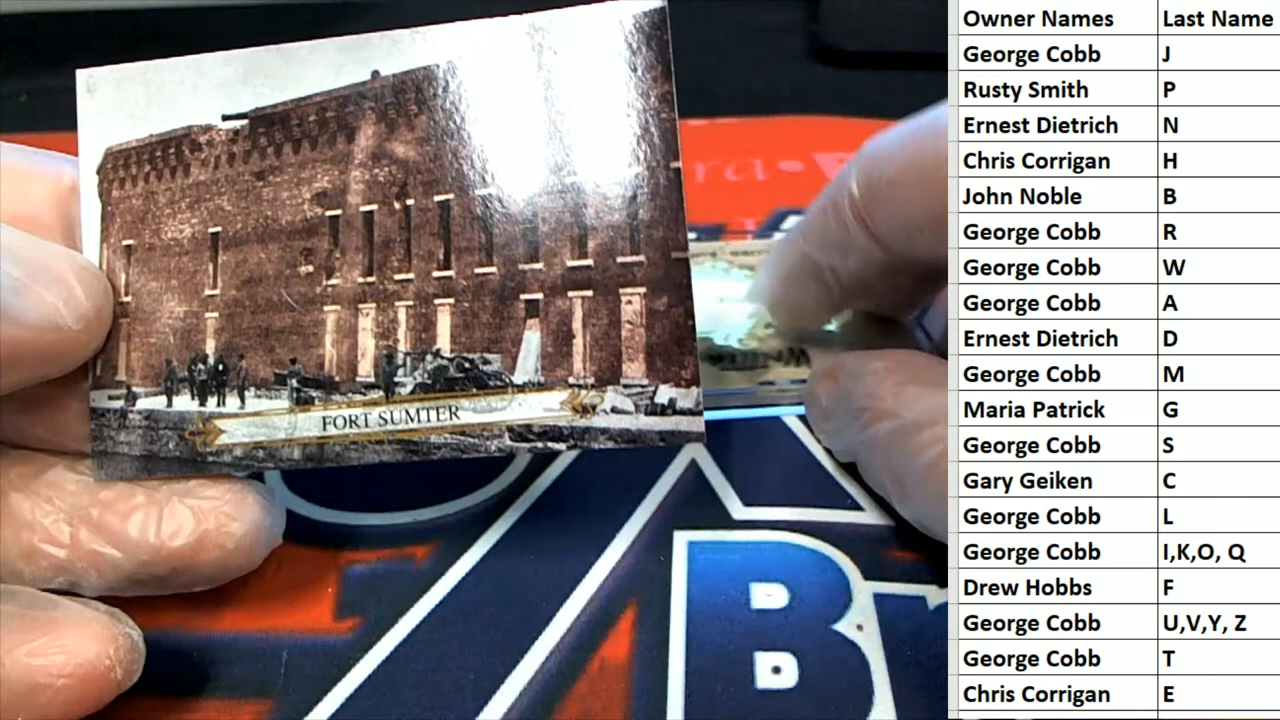 FORT SUMTER
ra
B
Owner Names Last Name
George Cobb J
Rusty Smith P
Ernest Dietrich N
Chris Corrigan H
John Noble B
George Cobb R
George Cobb W
George Cobb A
Ernest Dietrich D
George Cobb M
Maria Patrick G
George Cobb S
Gary Geiken C
George Cobb L
George Cobb I,K,O, Q
Drew Hobbs F
George Cobb U,V,Y, Z
George Cobb T
Chris Corrigan E